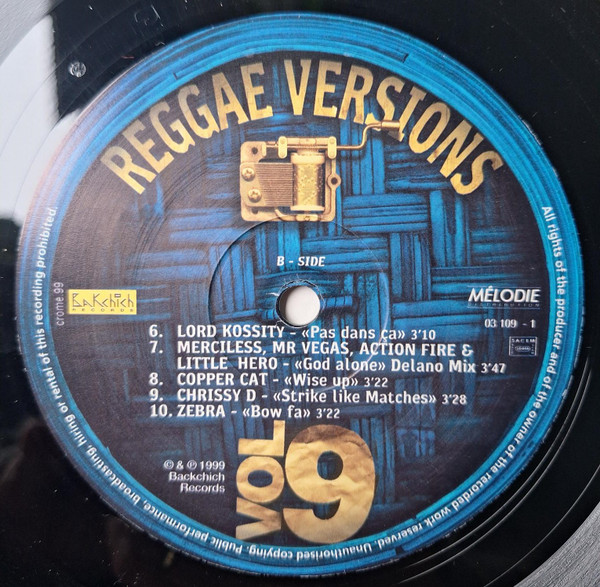 REGGAE VERSIONS
B - SIDE
BaKchich
RECORDS
crome.99
MÉLODIE
DISTRIBUTION
03 109 - 1
SACEM
6. LORD KOSSITY - «Pas dans ça» 3'10
7. MERCILESS, MR VEGAS, ACTION FIRE &
LITTLE HERO - «God alone» Delano Mix 3'47
8. COPPER CAT - «Wise up» 3'22
9. CHRISSY D - «Strike like Matches» 3'28
10. ZEBRA - «Bow fa» 3'22
© & ℗ 1999
Backchich
Records
VOL 9
All rights of the producer and of the owner of the recorded work reserved. Unauthorised copying. Public performance, broadcasting, hiring or rental of this recording prohibited.